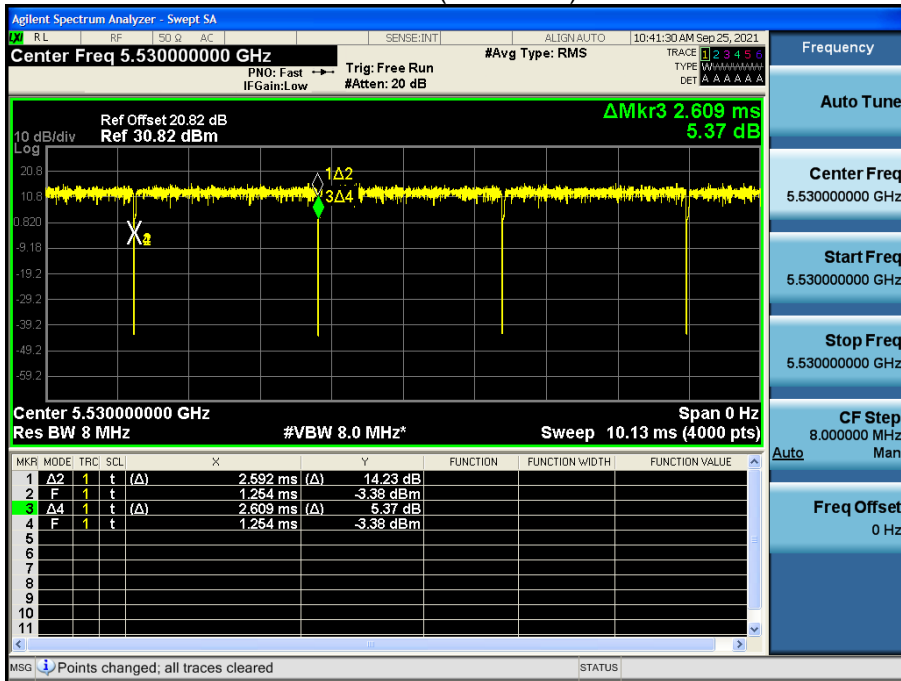 Agilent Spectrum Analyzer - Swept SA
LXI RL RF 50 Ω AC SENSE:INT ALIGN AUTO 10:41:30 AM Sep 25, 2021
Center Freq 5.530000000 GHz
PNO: Fast
IFGain:Low
Trig: Free Run
#Atten: 20 dB
#Avg Type: RMS
TRACE 1 2 3 4 5 6
TYPE WWWWWW
DET A A A A A A
Frequency
Auto Tune
Center Freq
5.530000000 GHz
Start Freq
5.530000000 GHz
Stop Freq
5.530000000 GHz
CF Step
8.000000 MHz
Auto Man
Freq Offset
0 Hz
ΔMkr3 2.609 ms
5.37 dB
Ref Offset 20.82 dB
10 dB/div Ref 30.82 dBm
Log
20.8
10.8
0.820
-9.18
-19.2
-29.2
-39.2
-49.2
-59.2
1Δ2
3Δ4
Center 5.530000000 GHz Span 0 Hz
Res BW 8 MHz #VBW 8.0 MHz* Sweep 10.13 ms (4000 pts)
MKR MODE TRC SCL X Y FUNCTION FUNCTION WIDTH FUNCTION VALUE
1 Δ2 1 t (Δ) 2.592 ms (Δ) 14.23 dB
2 F 1 t 1.254 ms -3.38 dBm
3 Δ4 1 t (Δ) 2.609 ms (Δ) 5.37 dB
4 F 1 t 1.254 ms -3.38 dBm
5
6
7
8
9
10
11
MSG Points changed; all traces cleared STATUS